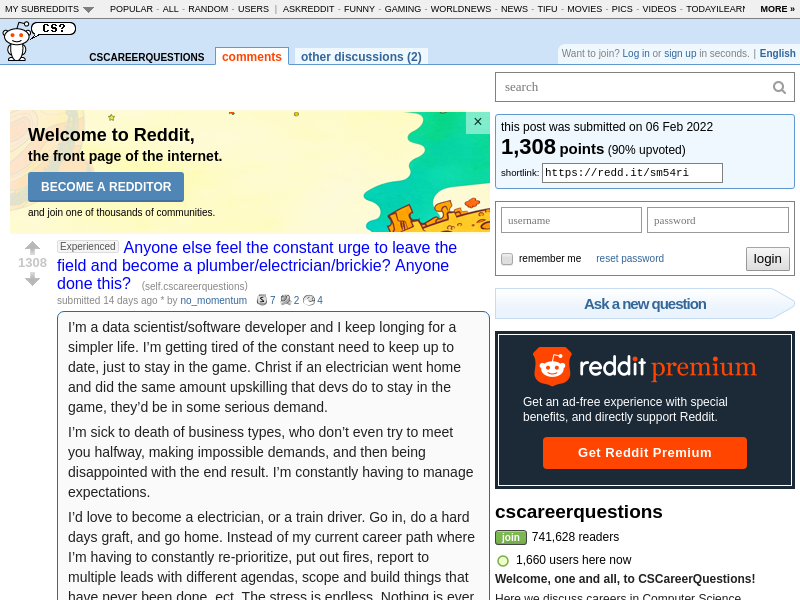 MY SUBREDDITS POPULAR - ALL - RANDOM - USERS | ASKREDDIT - FUNNY - GAMING - WORLDNEWS - NEWS - TIFU - MOVIES - PICS - VIDEOS - TODAYILEARI MORE »
CS?
CSCAREERQUESTIONS comments other discussions (2)
Want to join? Log in or sign up in seconds. | English
search
Welcome to Reddit,
the front page of the internet.
BECOME A REDDITOR
and join one of thousands of communities.
×
this post was submitted on 06 Feb 2022
1,308 points (90% upvoted)
shortlink: https://redd.it/sm54ri
username password
remember me reset password login
1308
Experienced Anyone else feel the constant urge to leave the
field and become a plumber/electrician/brickie? Anyone
done this? (self.cscareerquestions)
submitted 14 days ago * by no_momentum 7 2 4
I'm a data scientist/software developer and I keep longing for a
simpler life. I'm getting tired of the constant need to keep up to
date, just to stay in the game. Christ if an electrician went home
and did the same amount upskilling that devs do to stay in the
game, they'd be in some serious demand.
I'm sick to death of business types, who don't even try to meet
you halfway, making impossible demands, and then being
disappointed with the end result. I'm constantly having to manage
expectations.
I'd love to become a electrician, or a train driver. Go in, do a hard
days graft, and go home. Instead of my current career path where
I'm having to constantly re-prioritize, put out fires, report to
multiple leads with different agendas, scope and build things that
have never been done, ect. The stress is endless. Nothing is ever
Ask a new question
reddit premium
Get an ad-free experience with special
benefits, and directly support Reddit.
Get Reddit Premium
cscareerquestions
join 741,628 readers
1,660 users here now
Welcome, one and all, to CSCareerQuestions!
Here we discuss careers in Computer Science,